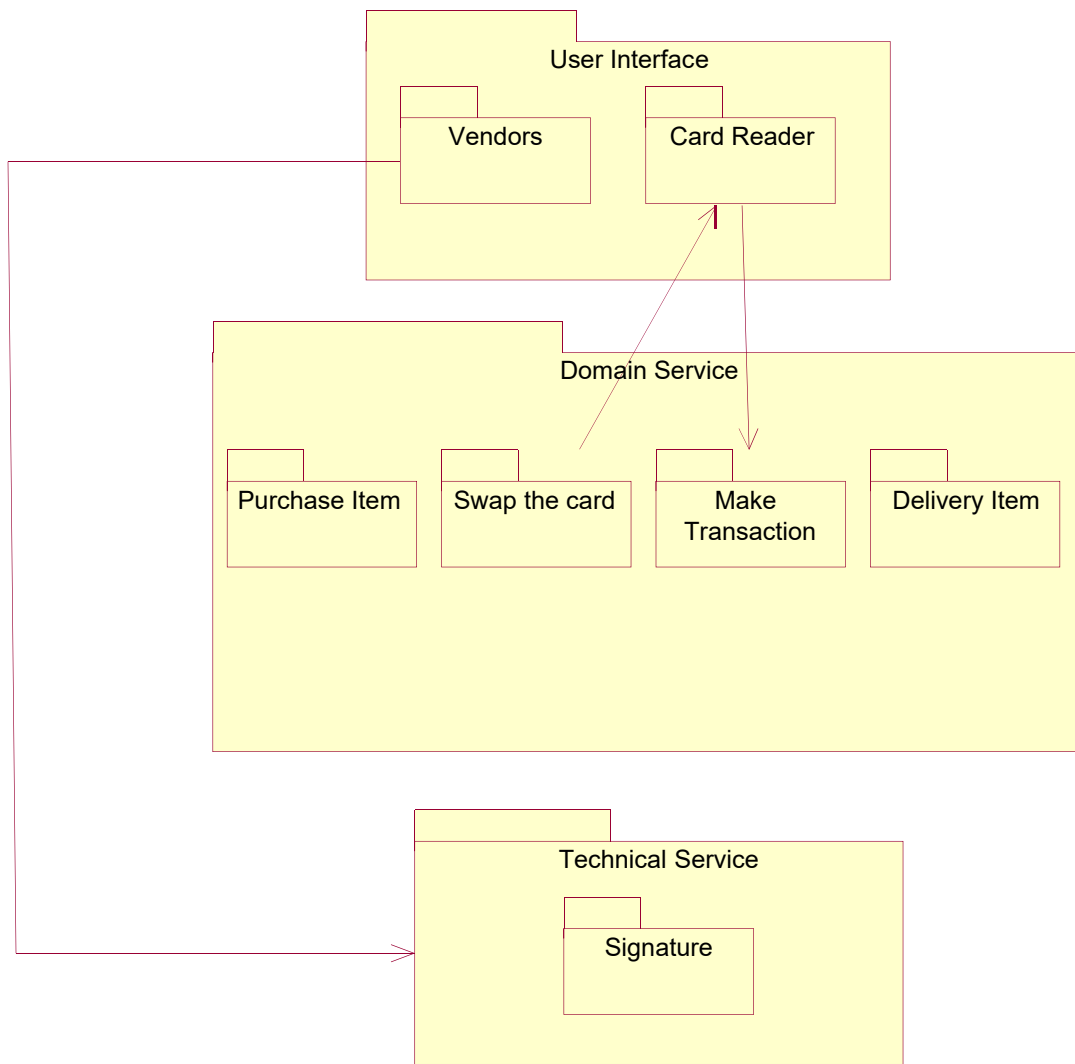 User Interface
Vendors
Card Reader
Domain Service
Purchase Item
Swap the card
Make
Transaction
Delivery Item
Technical Service
Signature